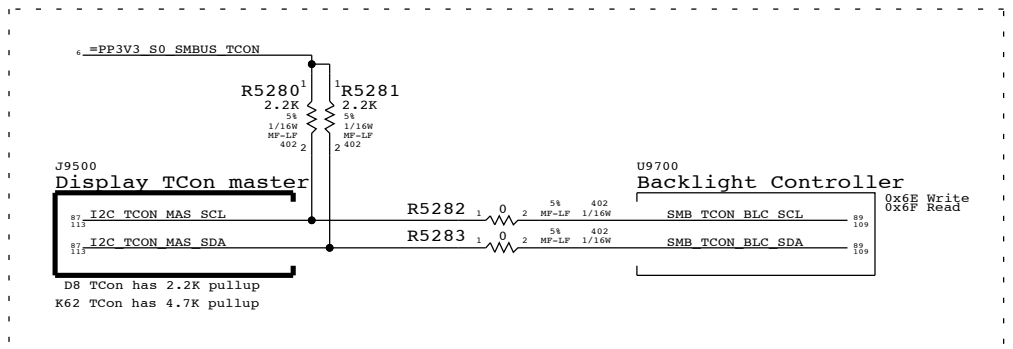 6 =PP3V3_S0_SMBUS_TCON
R5280 1 1 R5281
2.2K 2.2K
5% 5%
1/16W 1/16W
MF-LF MF-LF
402 2 2 402
J9500
Display TCon master
U9700
Backlight Controller
0x6E Write
0x6F Read
87 113 I2C_TCON_MAS_SCL
R5282 1 0 2 5% MF-LF 402 1/16W
SMB_TCON_BLC_SCL 89 109
87 113 I2C_TCON_MAS_SDA
R5283 1 0 2 5% MF-LF 402 1/16W
SMB_TCON_BLC_SDA 89 109
D8 TCon has 2.2K pullup
K62 TCon has 4.7K pullup